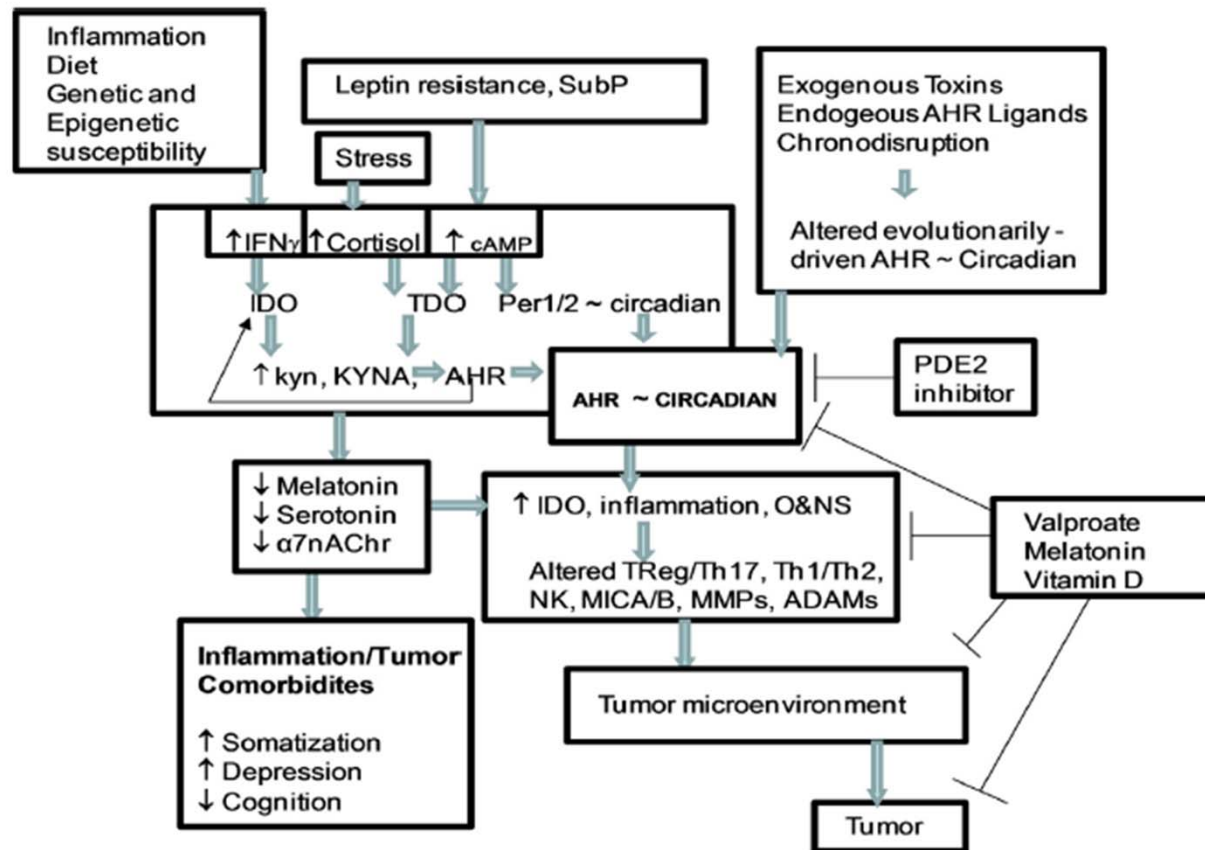 Inflammation
Diet
Genetic and
Epigenetic
susceptibility
Leptin resistance, SubP
Stress
Exogenous Toxins
Endogeous AHR Ligands
Chronodisruption
Altered evolutionarily -
driven AHR ~ Circadian
↑IFNγ ↑Cortisol ↑ cAMP
IDO TDO Per1/2 ~ circadian
↑ kyn, KYNA, AHR
AHR ~ CIRCADIAN
PDE2
inhibitor
↓ Melatonin
↓ Serotonin
↓ α7nAChr
↑ IDO, inflammation, O&NS
Altered TReg/Th17, Th1/Th2,
NK, MICA/B, MMPs, ADAMs
Valproate
Melatonin
Vitamin D
Inflammation/Tumor
Comorbidites
↑ Somatization
↑ Depression
↓ Cognition
Tumor microenvironment
Tumor